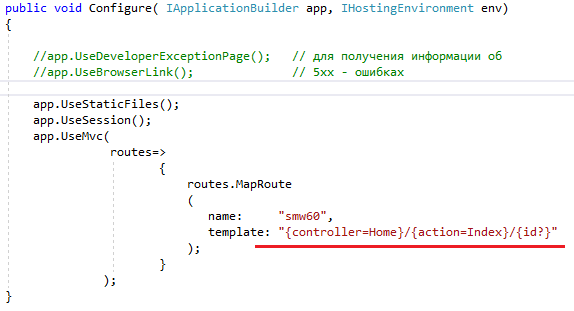 public void Configure( IApplicationBuilder app, IHostingEnvironment env)
{
//app.UseDeveloperExceptionPage();   // для получения информации об
//app.UseBrowserLink();              // 5xx - ошибках
app.UseStaticFiles();
app.UseSession();
app.UseMvc(
routes=>
{
routes.MapRoute
(
name:     "smw60",
template: "{controller=Home}/{action=Index}/{id?}"
);
}
);
}